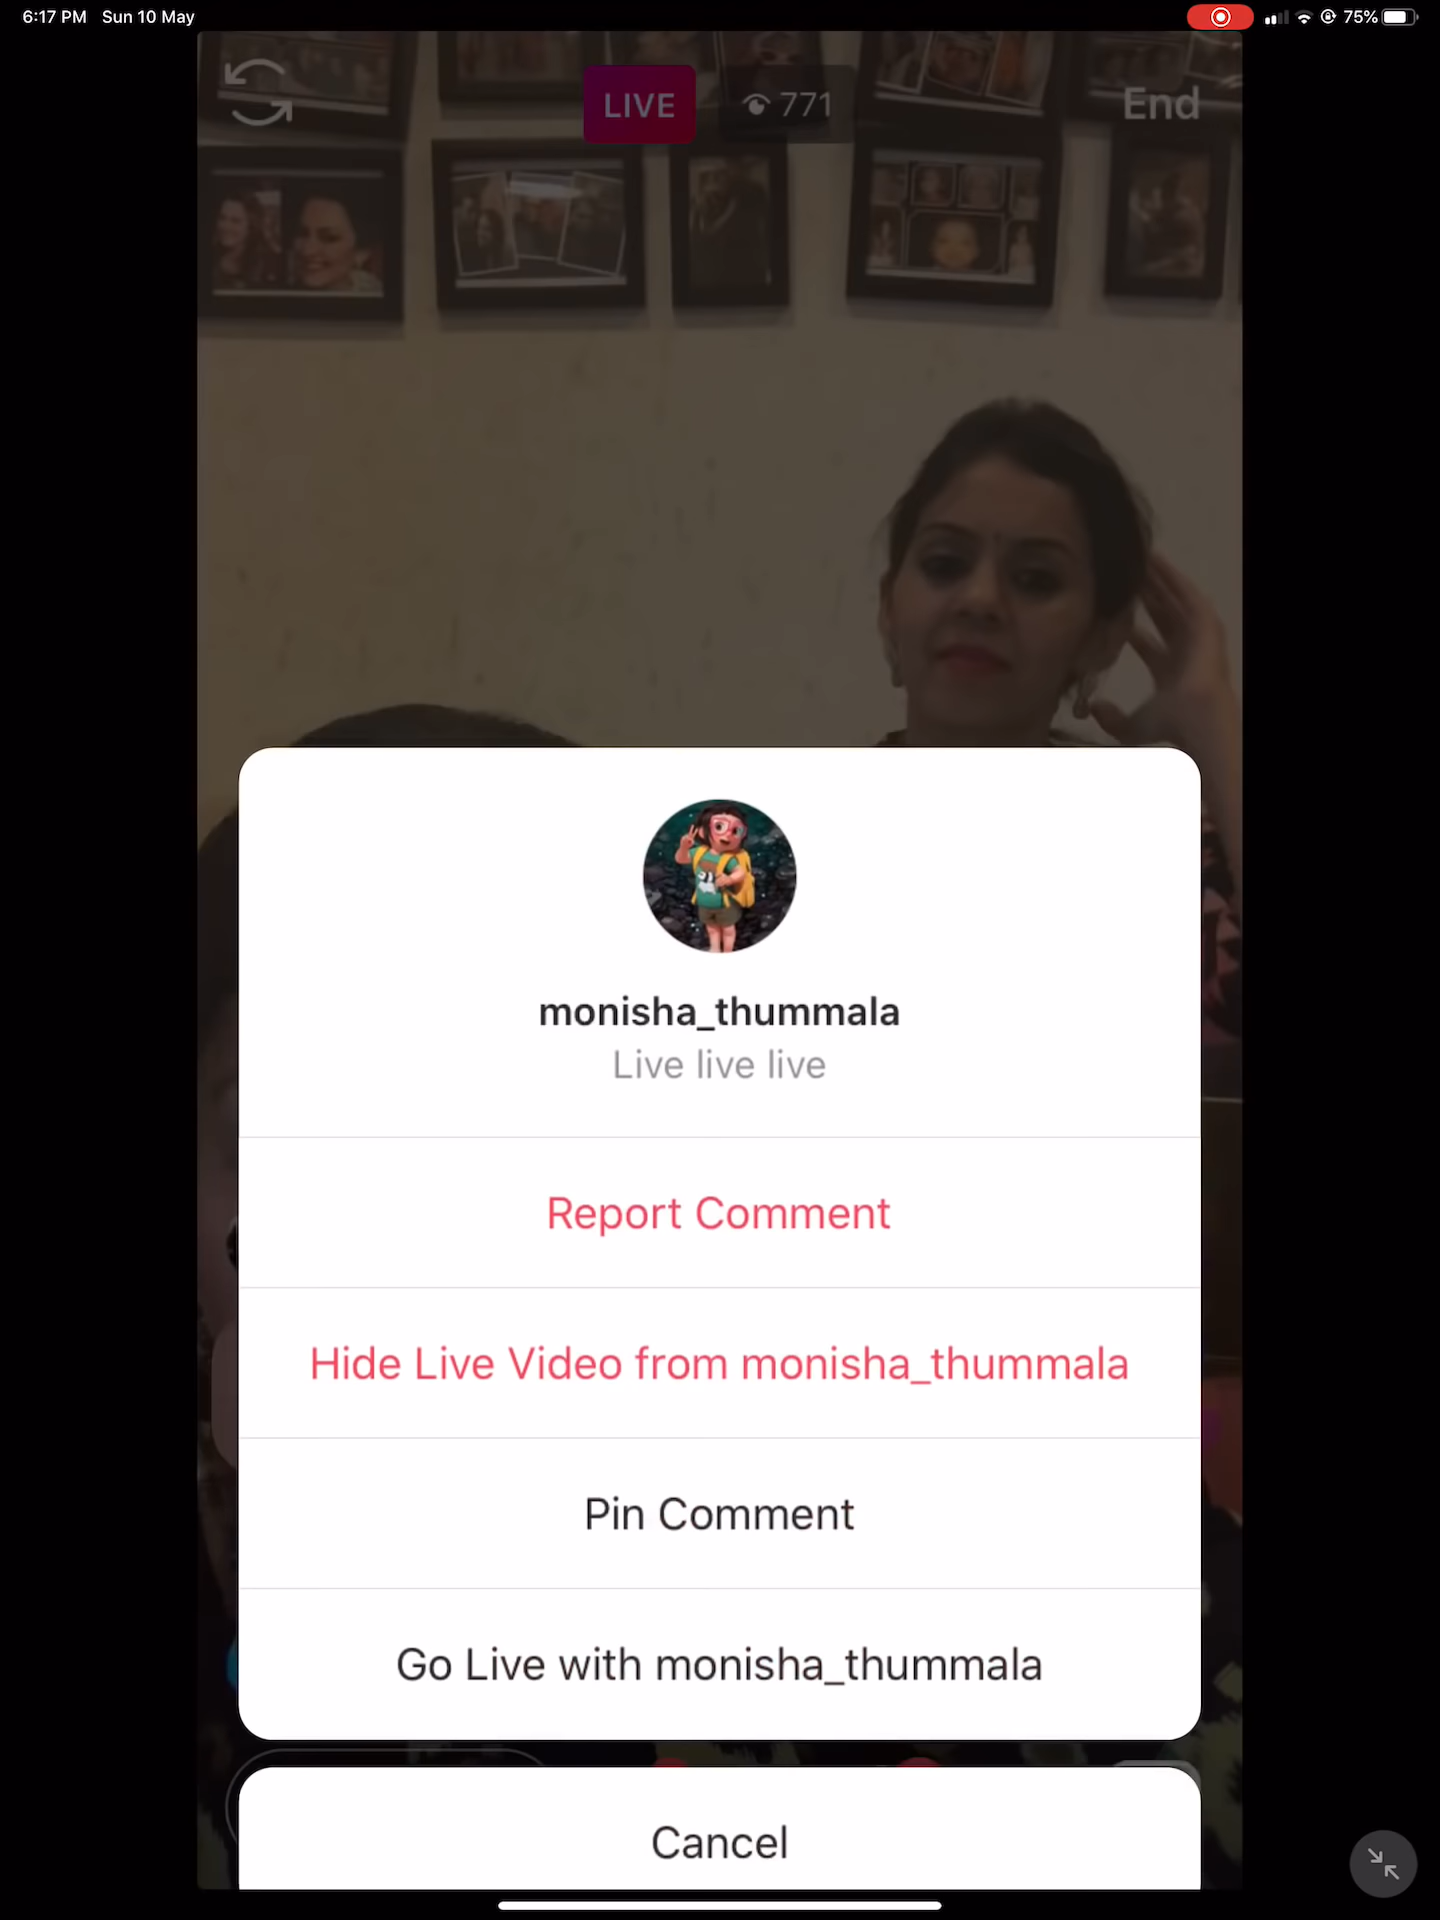 6:17 PM Sun 10 May 75%
LIVE 771 End
monisha_thummala
Live live live
Report Comment
Hide Live Video from monisha_thummala
Pin Comment
Go Live with monisha_thummala
Cancel